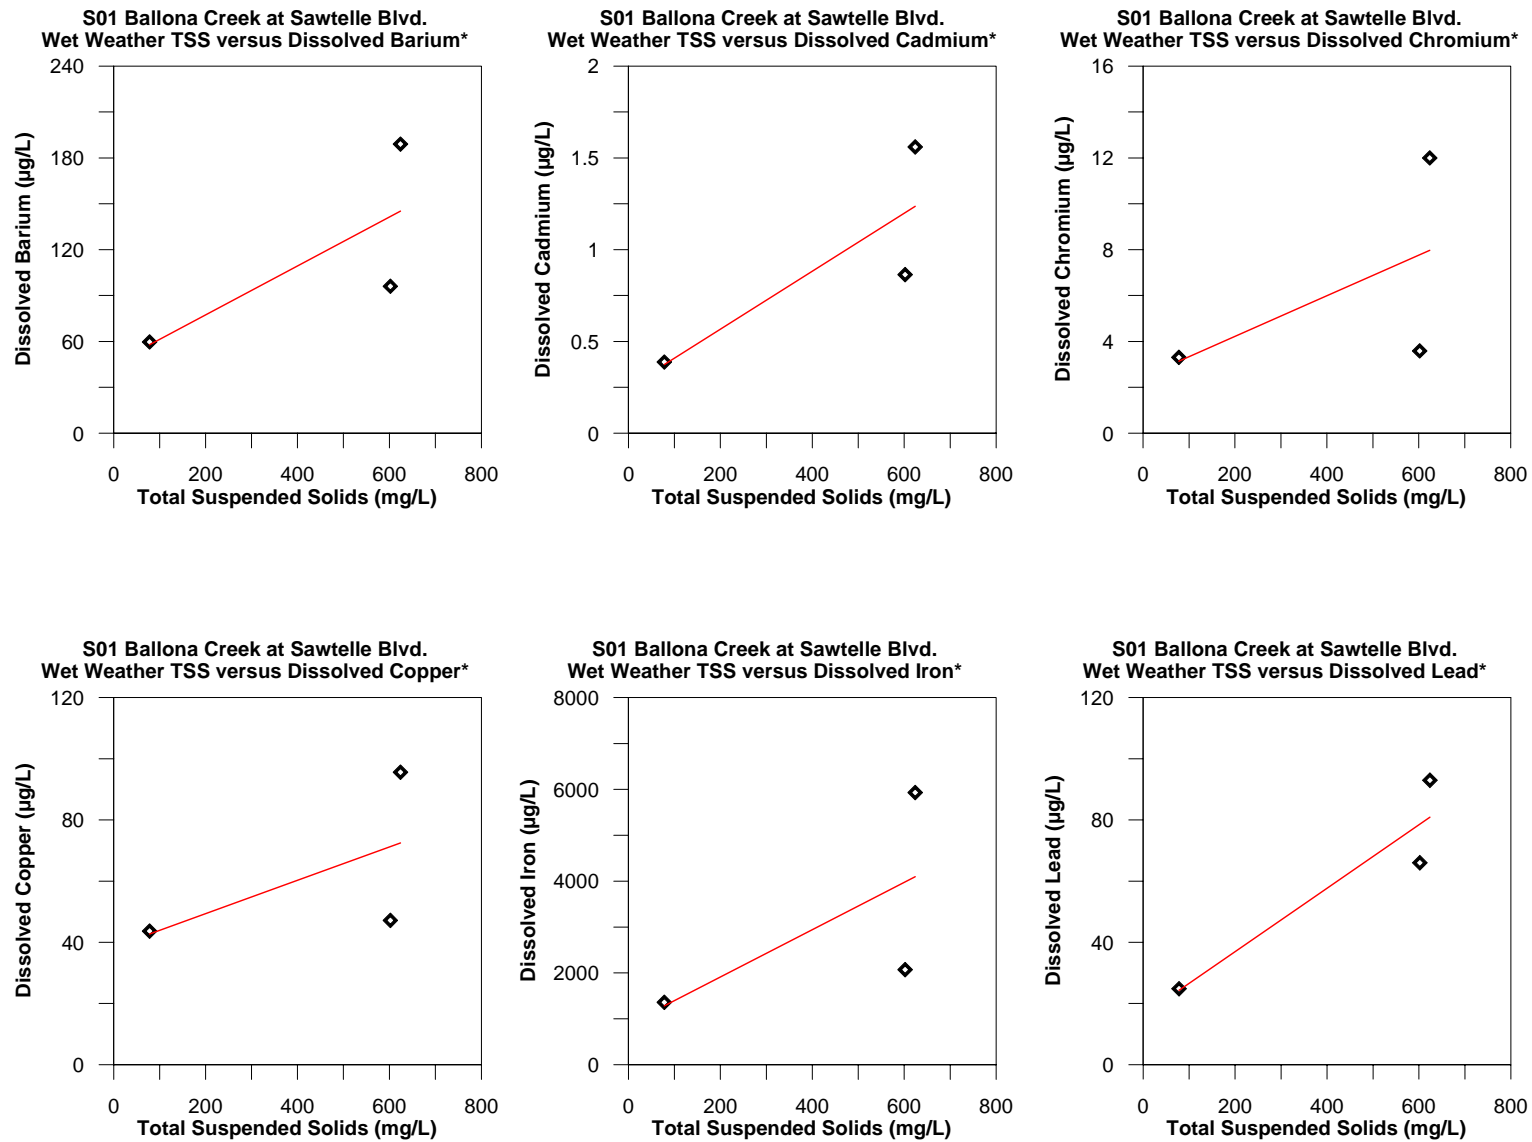 S01 Ballona Creek at Sawtelle Blvd.
Wet Weather TSS versus Dissolved Barium*
240
180
120
60
0
Dissolved Barium (µg/L)
0 200 400 600 800
Total Suspended Solids (mg/L)
S01 Ballona Creek at Sawtelle Blvd.
Wet Weather TSS versus Dissolved Cadmium*
2
1.5
1
0.5
0
Dissolved Cadmium (µg/L)
0 200 400 600 800
Total Suspended Solids (mg/L)
S01 Ballona Creek at Sawtelle Blvd.
Wet Weather TSS versus Dissolved Chromium*
16
12
8
4
0
Dissolved Chromium (µg/L)
0 200 400 600 800
Total Suspended Solids (mg/L)
S01 Ballona Creek at Sawtelle Blvd.
Wet Weather TSS versus Dissolved Copper*
120
80
40
0
Dissolved Copper (µg/L)
0 200 400 600 800
Total Suspended Solids (mg/L)
S01 Ballona Creek at Sawtelle Blvd.
Wet Weather TSS versus Dissolved Iron*
8000
6000
4000
2000
0
Dissolved Iron (µg/L)
0 200 400 600 800
Total Suspended Solids (mg/L)
S01 Ballona Creek at Sawtelle Blvd.
Wet Weather TSS versus Dissolved Lead*
120
80
40
0
Dissolved Lead (µg/L)
0 200 400 600 800
Total Suspended Solids (mg/L)